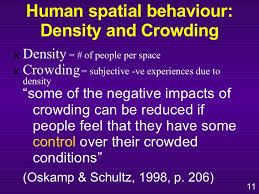 Human spatial behaviour:
Density and Crowding
Density = # of people per space
Crowding = subjective -ve experiences due to
density
“some of the negative impacts of
crowding can be reduced if
people feel that they have some
control over their crowded
conditions”
(Oskamp & Schultz, 1998, p. 206)
11